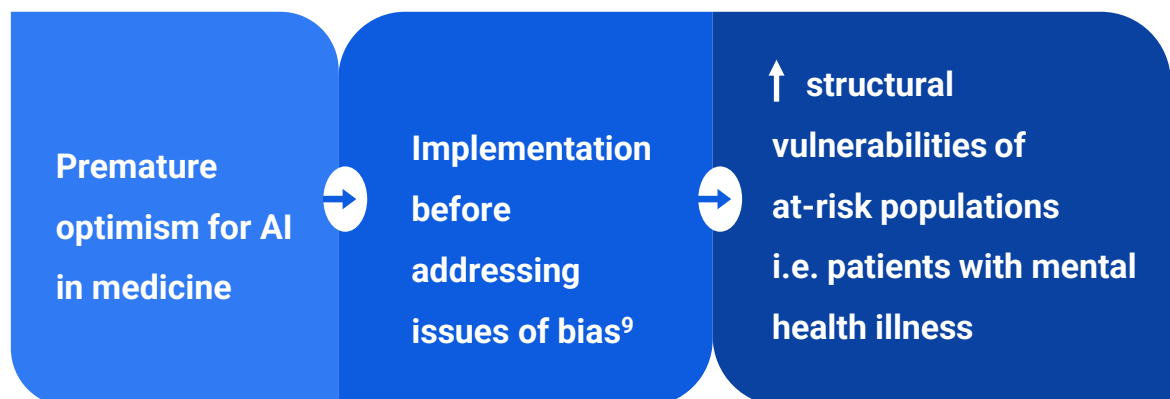 Premature
optimism for AI
in medicine
Implementation
before
addressing
issues of bias⁹
↑ structural
vulnerabilities of
at-risk populations
i.e. patients with mental
health illness